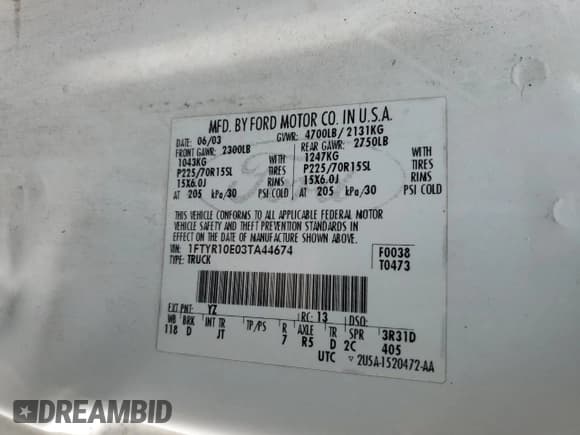 MFD. BY FORD MOTOR CO. IN U.S.A.
DATE: 06/03 GVWR: 4700LB/ 2131KG
FRONT GAWR: 2300LB REAR GAWR: 2750LB
1043KG WITH 1247KG WITH
P225/70R15SL TIRES P225/70R15SL TIRES
15X6.0J RIMS 15X6.0J RIMS
AT 205 kPa/30 PSI COLD AT 205 kPa/30 PSI COLD
THIS VEHICLE CONFORMS TO ALL APPLICABLE FEDERAL MOTOR
VEHICLE SAFETY AND THEFT PREVENTION STANDARDS IN
EFFECT ON THE DATE OF MANUFACTURE SHOWN ABOVE.
VIN: 1FTYR10E03TA44674 F0038
TYPE: TRUCK T0473
EXT PNT: YZ RC: 13 DSO:
WB BRK INT TR TP/PS R AXLE TR SPR 3R31D
118 D JT 7 R5 D 2C 405
UTC ▽ 2U5A-1520472-AA
Ford
DREAMBID